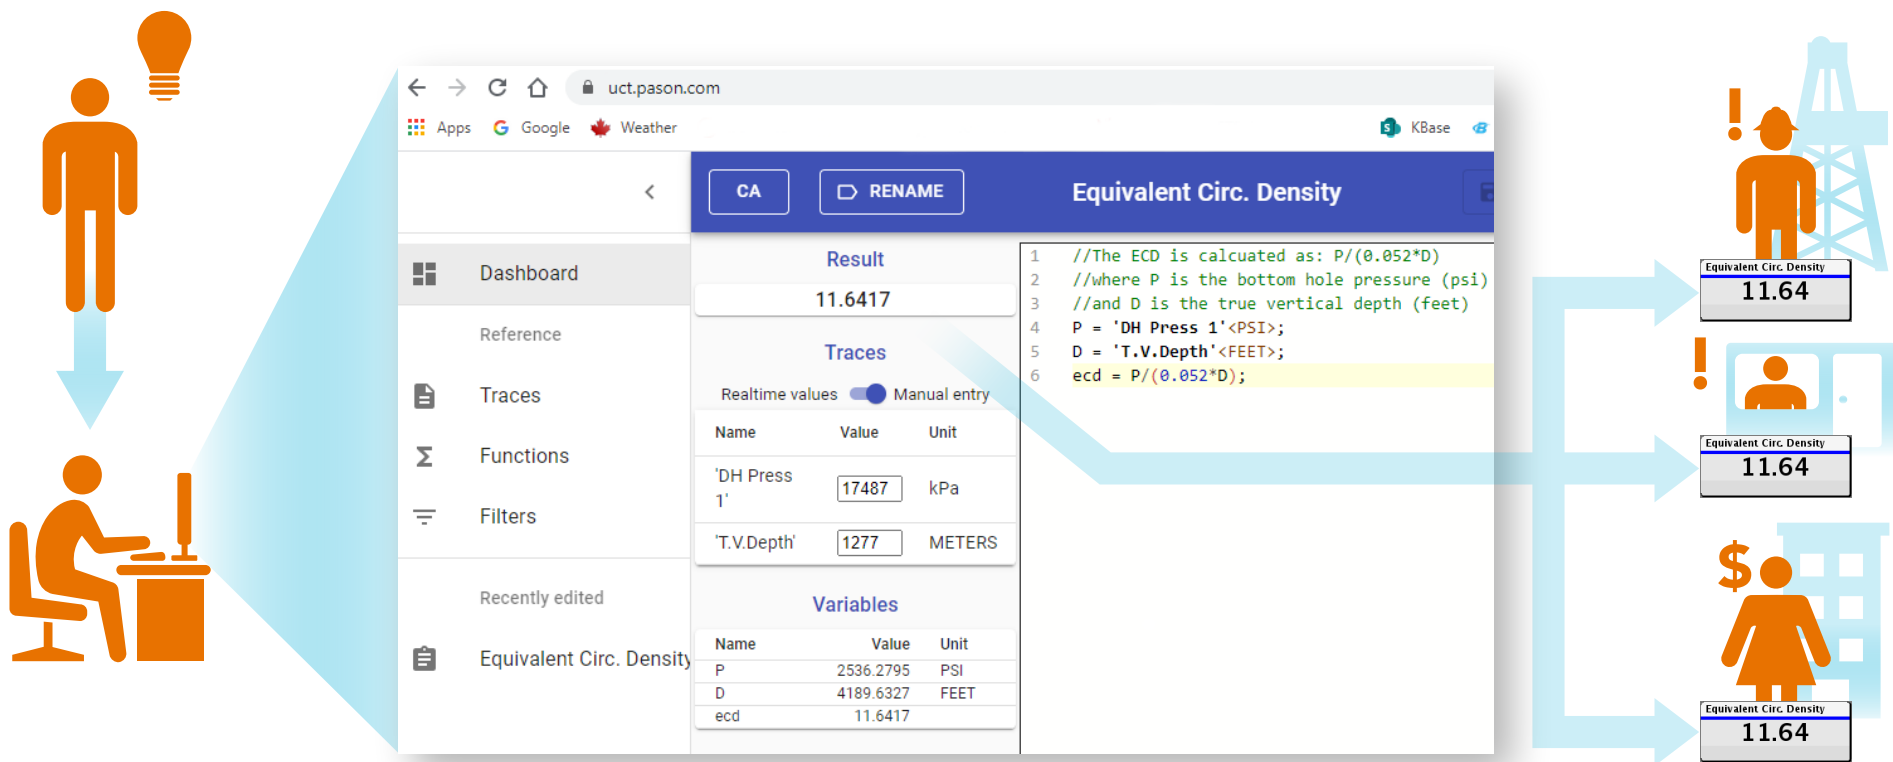 uct.pason.com
Apps Google Weather KBase
CA RENAME Equivalent Circ. Density
Dashboard
Reference
Traces
Functions
Filters
Recently edited
Equivalent Circ. Density
Result
11.6417
Traces
Realtime values Manual entry
Name Value Unit
'DH Press
1' 17487 kPa
'T.V.Depth' 1277 METERS
Variables
Name Value Unit
P 2536.2795 PSI
D 4189.6327 FEET
ecd 11.6417
1 //The ECD is calcuated as: P/(0.052*D)
2 //where P is the bottom hole pressure (psi)
3 //and D is the true vertical depth (feet)
4 P = 'DH Press 1'<PSI>;
5 D = 'T.V.Depth'<FEET>;
6 ecd = P/(0.052*D);
!
Equivalent Circ. Density
11.64
!
Equivalent Circ. Density
11.64
$
Equivalent Circ. Density
11.64